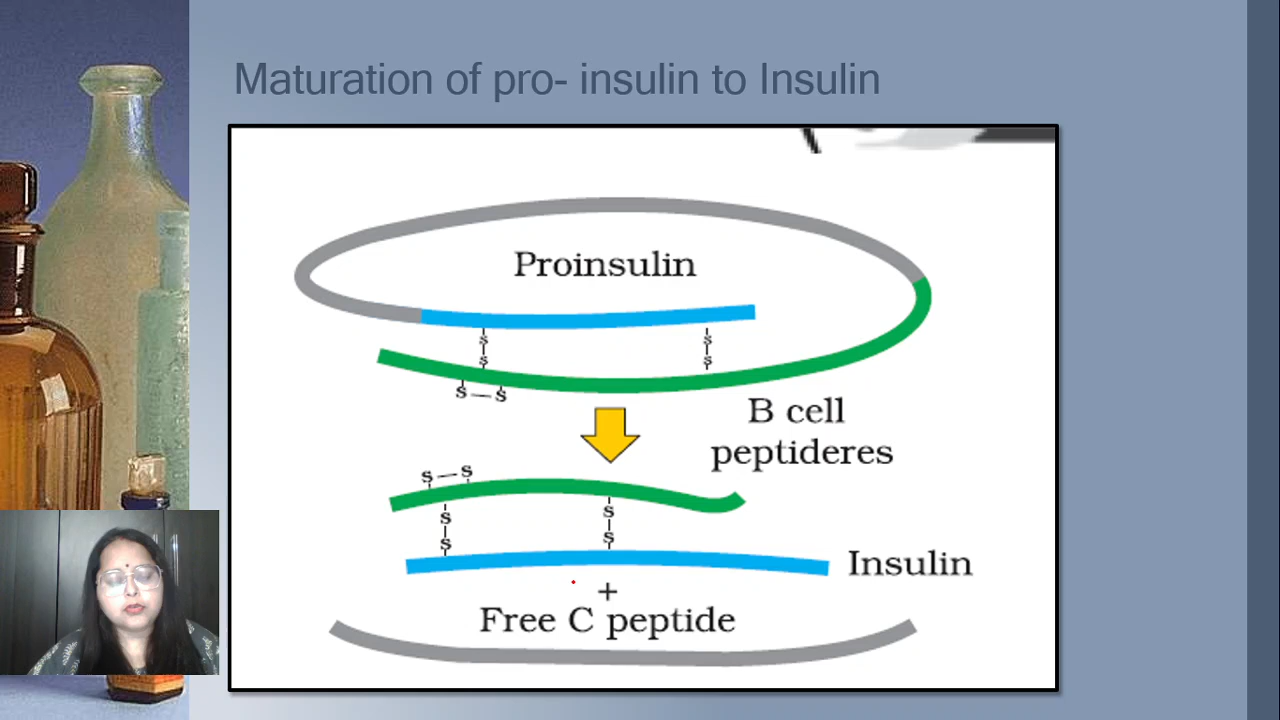 Maturation of pro- insulin to Insulin
Proinsulin
s
s
s
s
s
s
B cell
peptideres
s
s
s
s
s
s
Insulin
+
Free C peptide